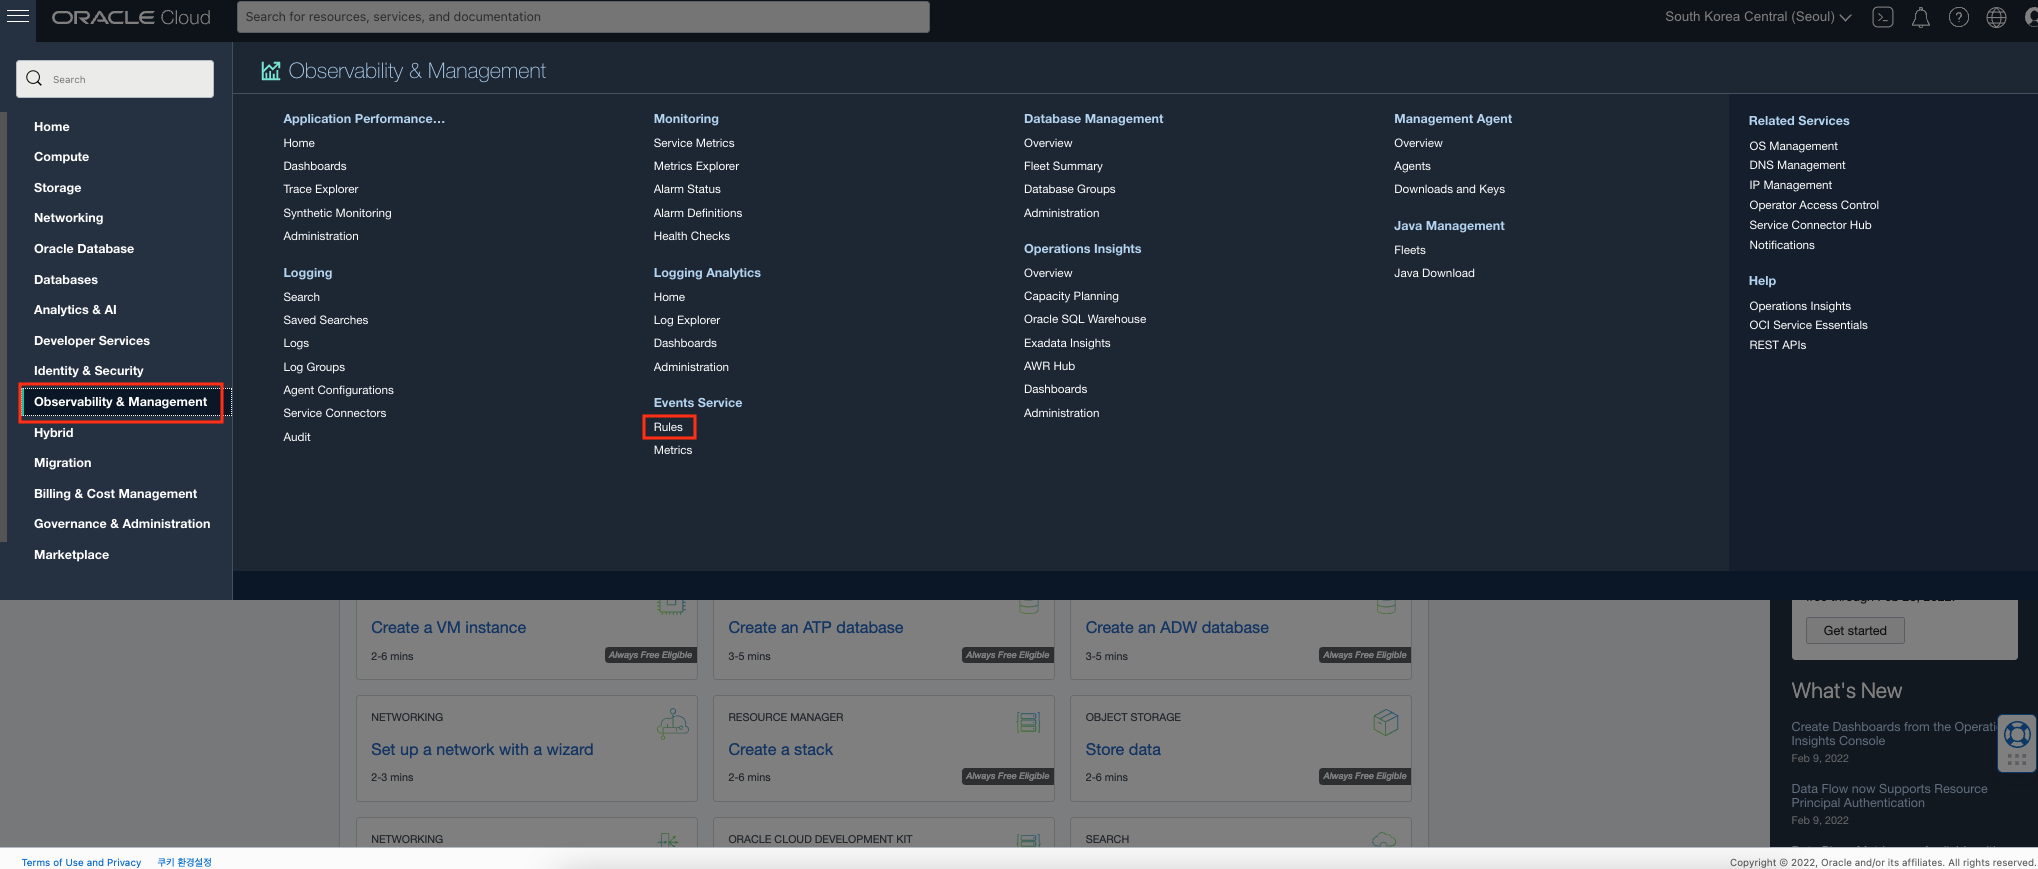 ORACLE Cloud
Search for resources, services, and documentation
South Korea Central (Seoul)
Search
Home
Compute
Storage
Networking
Oracle Database
Databases
Analytics & AI
Developer Services
Identity & Security
Observability & Management
Hybrid
Migration
Billing & Cost Management
Governance & Administration
Marketplace
Observability & Management
Application Performance…
Home
Dashboards
Trace Explorer
Synthetic Monitoring
Administration
Logging
Search
Saved Searches
Logs
Log Groups
Agent Configurations
Service Connectors
Audit
Monitoring
Service Metrics
Metrics Explorer
Alarm Status
Alarm Definitions
Health Checks
Logging Analytics
Home
Log Explorer
Dashboards
Administration
Events Service
Rules
Metrics
Database Management
Overview
Fleet Summary
Database Groups
Administration
Operations Insights
Overview
Capacity Planning
Oracle SQL Warehouse
Exadata Insights
AWR Hub
Dashboards
Administration
Management Agent
Overview
Agents
Downloads and Keys
Java Management
Fleets
Java Download
Related Services
OS Management
DNS Management
IP Management
Operator Access Control
Service Connector Hub
Notifications
Help
Operations Insights
OCI Service Essentials
REST APIs
Create a VM instance
2-6 mins
Always Free Eligible
Create an ATP database
3-5 mins
Always Free Eligible
Create an ADW database
3-5 mins
Always Free Eligible
NETWORKING
Set up a network with a wizard
2-3 mins
RESOURCE MANAGER
Create a stack
2-6 mins
Always Free Eligible
OBJECT STORAGE
Store data
2-6 mins
Always Free Eligible
NETWORKING
ORACLE CLOUD DEVELOPMENT KIT
SEARCH
Get started
What's New
Create Dashboards from the Operati
Insights Console
Feb 9, 2022
Data Flow now Supports Resource
Principal Authentication
Feb 9, 2022
Terms of Use and Privacy
쿠키 환경설정
Copyright © 2022, Oracle and/or its affiliates. All rights reserved.